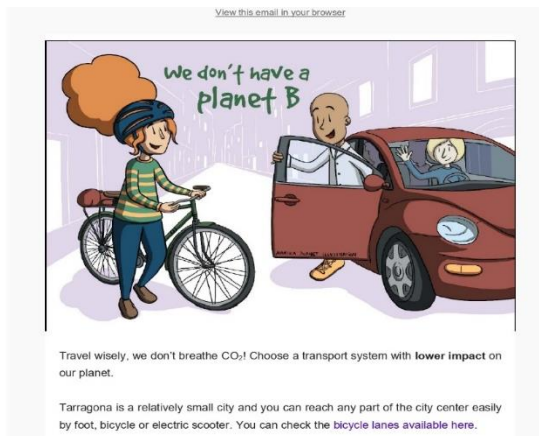 View this email in your browser
We don't have a
planet B
Travel wisely, we don't breathe CO₂! Choose a transport system with lower impact on
our planet.
Tarragona is a relatively small city and you can reach any part of the city center easily
by foot, bicycle or electric scooter. You can check the bicycle lanes available here.